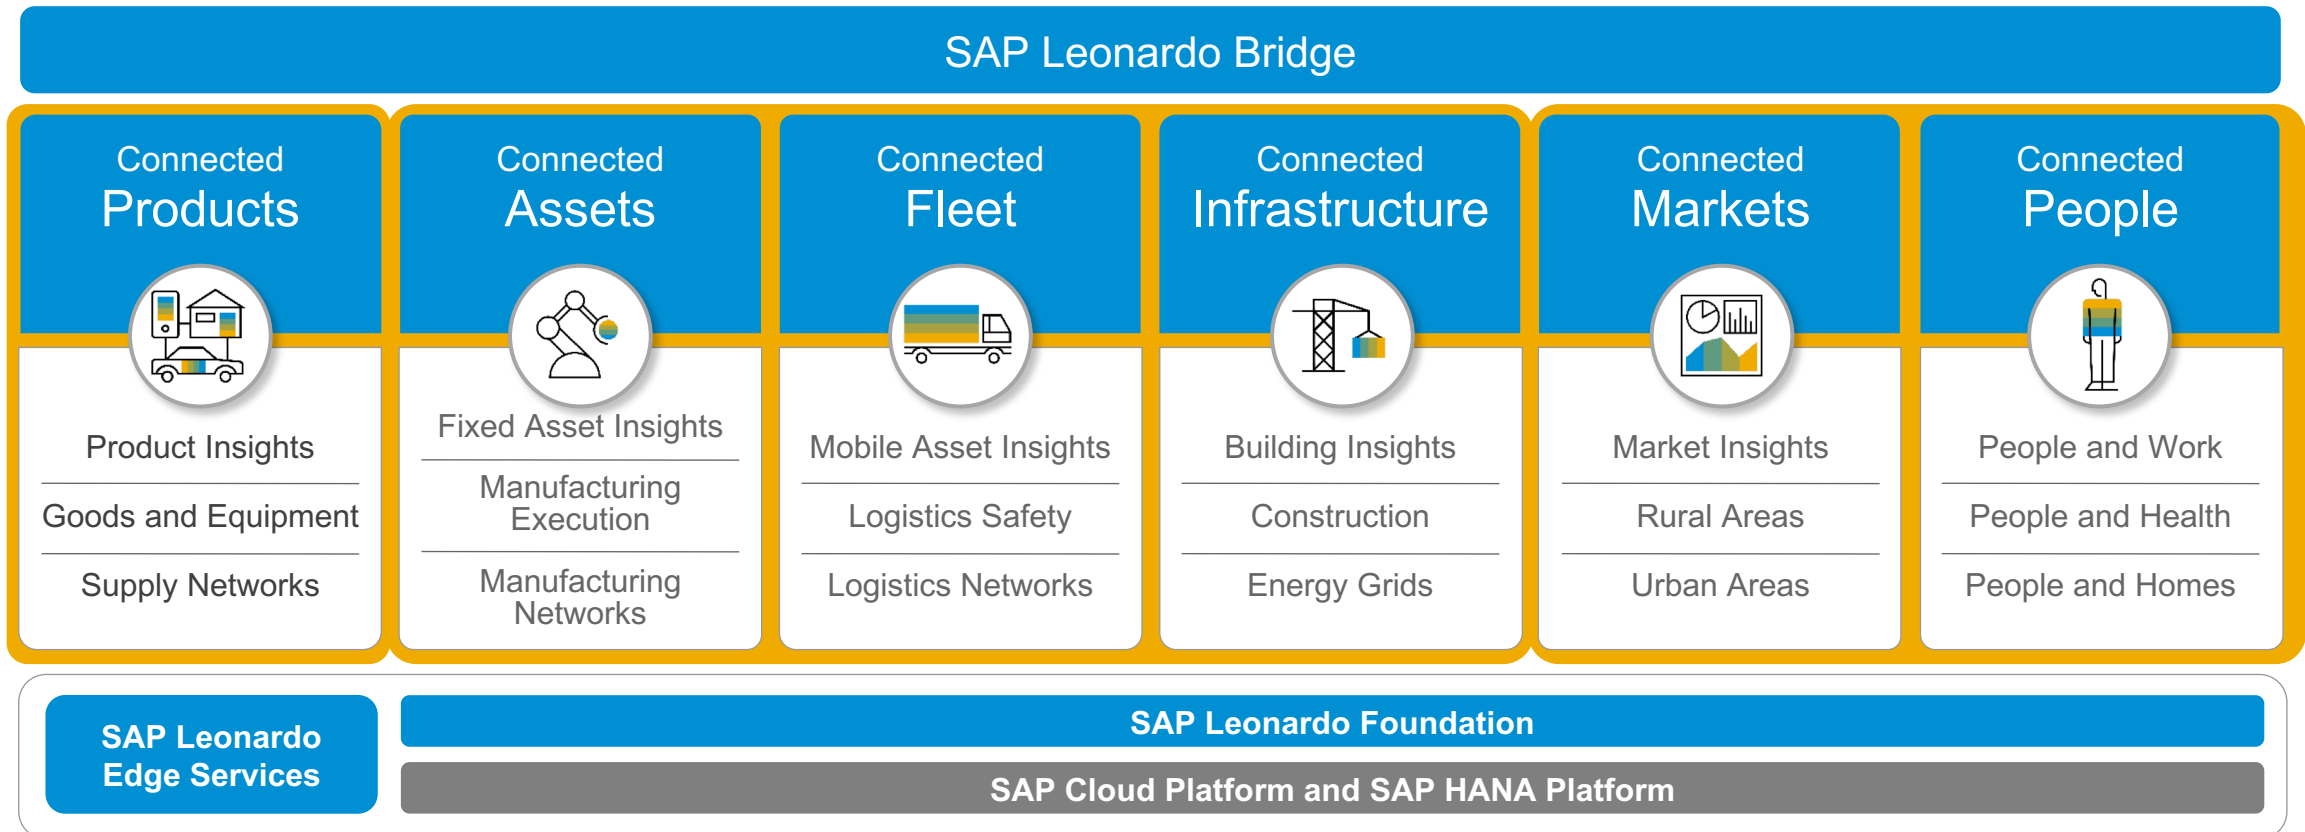 SAP Leonardo Bridge
Connected
Products
Product Insights
Goods and Equipment
Supply Networks
Connected
Assets
Fixed Asset Insights
Manufacturing
Execution
Manufacturing
Networks
Connected
Fleet
Mobile Asset Insights
Logistics Safety
Logistics Networks
Connected
Infrastructure
Building Insights
Construction
Energy Grids
Connected
Markets
Market Insights
Rural Areas
Urban Areas
Connected
People
People and Work
People and Health
People and Homes
SAP Leonardo
Edge Services
SAP Leonardo Foundation
SAP Cloud Platform and SAP HANA Platform